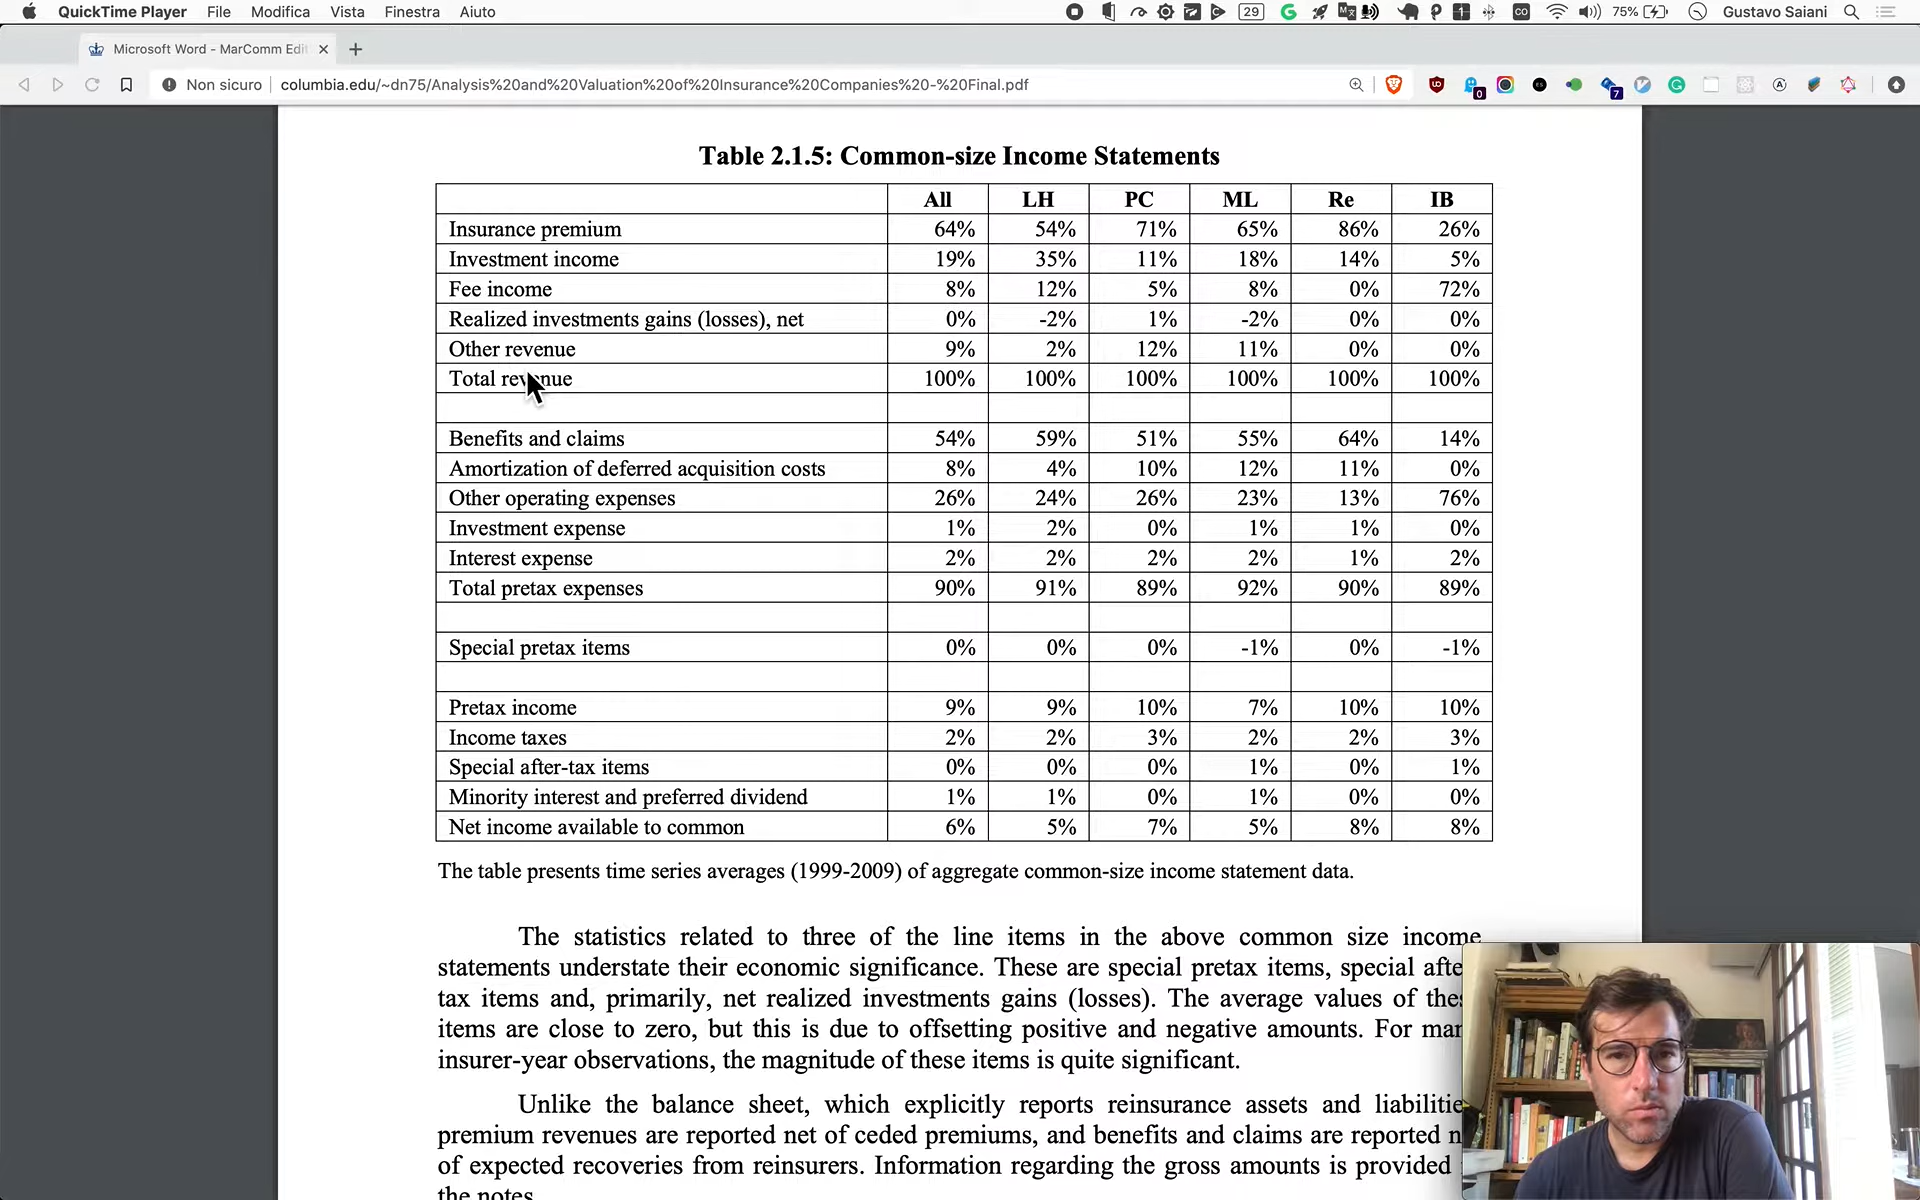 QuickTime Player File Modifica Vista Finestra Aiuto 29 75% Gustavo Saiani
Microsoft Word - MarComm Edit
Non sicuro columbia.edu/~dn75/Analysis%20and%20Valuation%20of%20Insurance%20Companies%20-%20Final.pdf 0 7
Table 2.1.5: Common-size Income Statements
All LH PC ML Re IB
Insurance premium 64% 54% 71% 65% 86% 26%
Investment income 19% 35% 11% 18% 14% 5%
Fee income 8% 12% 5% 8% 0% 72%
Realized investments gains (losses), net 0% -2% 1% -2% 0% 0%
Other revenue 9% 2% 12% 11% 0% 0%
Total revenue 100% 100% 100% 100% 100% 100%
Benefits and claims 54% 59% 51% 55% 64% 14%
Amortization of deferred acquisition costs 8% 4% 10% 12% 11% 0%
Other operating expenses 26% 24% 26% 23% 13% 76%
Investment expense 1% 2% 0% 1% 1% 0%
Interest expense 2% 2% 2% 2% 1% 2%
Total pretax expenses 90% 91% 89% 92% 90% 89%
Special pretax items 0% 0% 0% -1% 0% -1%
Pretax income 9% 9% 10% 7% 10% 10%
Income taxes 2% 2% 3% 2% 2% 3%
Special after-tax items 0% 0% 0% 1% 0% 1%
Minority interest and preferred dividend 1% 1% 0% 1% 0% 0%
Net income available to common 6% 5% 7% 5% 8% 8%
The table presents time series averages (1999-2009) of aggregate common-size income statement data.
The statistics related to three of the line items in the above common size income
statements understate their economic significance. These are special pretax items, special afte
tax items and, primarily, net realized investments gains (losses). The average values of thes
items are close to zero, but this is due to offsetting positive and negative amounts. For man
insurer-year observations, the magnitude of these items is quite significant.
Unlike the balance sheet, which explicitly reports reinsurance assets and liabilitie
premium revenues are reported net of ceded premiums, and benefits and claims are reported n
of expected recoveries from reinsurers. Information regarding the gross amounts is provided
the notes.